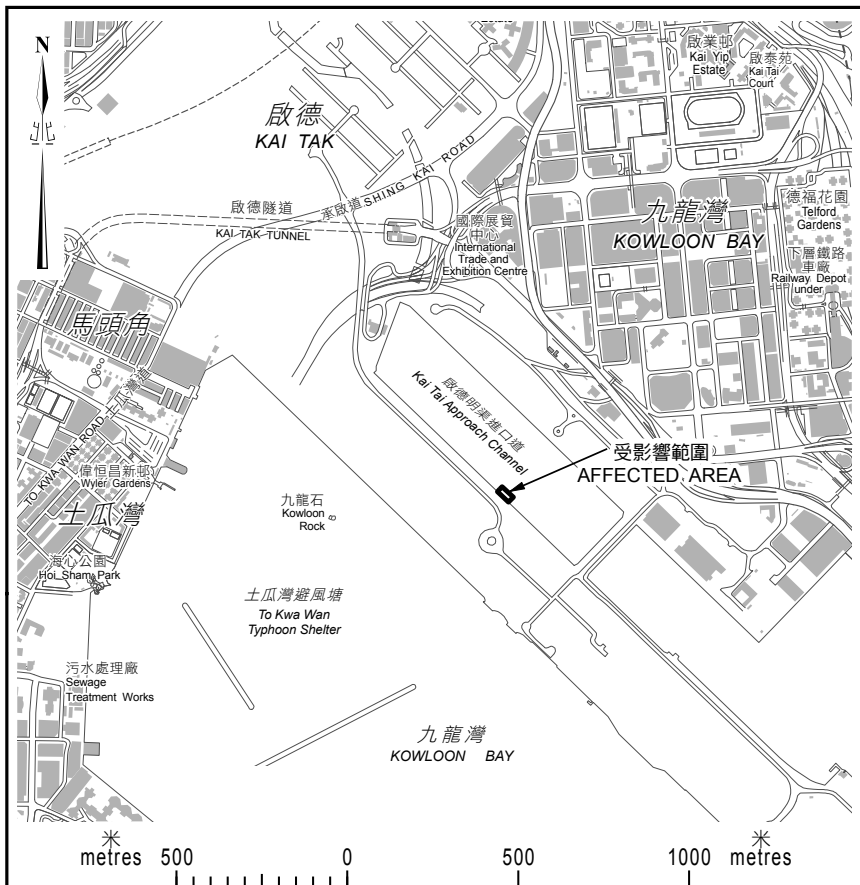 N
啟業邨
Kai Yip
Estate
啟泰苑
Kai Tai
Court
啟德
KAI TAK
承啟道 SHING KAI ROAD
啟德隧道
KAI TAK TUNNEL
國際展貿
中心
International
Trade and
Exhibition Centre
九龍灣
KOWLOON BAY
德福花園
Telford
Gardens
下層鐵路
車廠
Railway Depot
under
馬頭角
啟德明渠進口道
Kai Tai Approach Channel
受影響範圍
AFFECTED AREA
TO KWA WAN ROAD 土瓜灣道
偉恒昌新邨
Wyler Gardens
土瓜灣
九龍石
Kowloon
Rock
海心公園
Hoi Sham Park
土瓜灣避風塘
To Kwa Wan
Typhoon Shelter
污水處理廠
Sewage
Treatment Works
九龍灣
KOWLOON BAY
米
metres 500 0 500 1000 米
metres